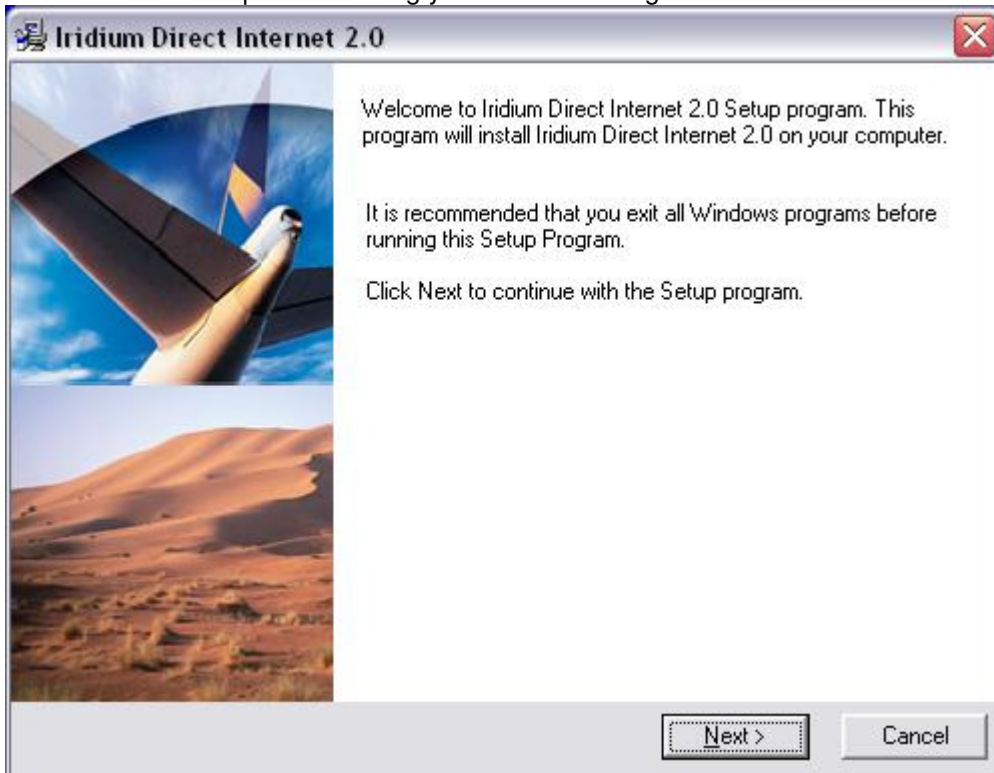 Iridium Direct Internet 2.0
Welcome to Iridium Direct Internet 2.0 Setup program. This
program will install Iridium Direct Internet 2.0 on your computer.
It is recommended that you exit all Windows programs before
running this Setup Program.
Click Next to continue with the Setup program.
Next >
Cancel